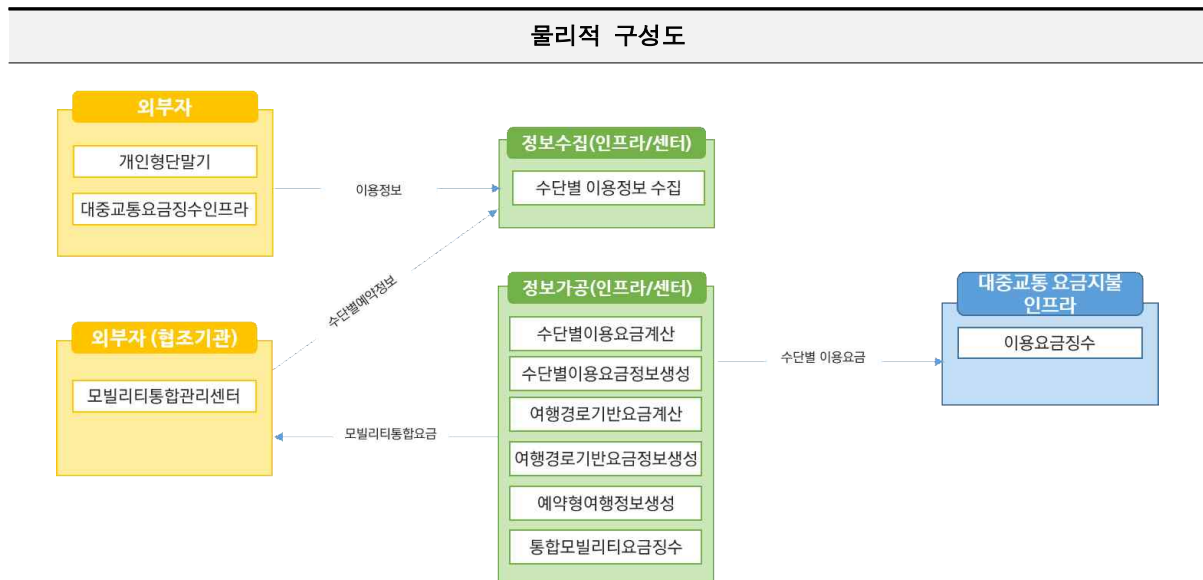 물리적 구성도
외부자
개인형단말기
대중교통요금징수인프라
이용정보
정보수집(인프라/센터)
수단별 이용정보 수집
수단별예약정보
외부자 (협조기관)
모빌리티통합관리센터
모빌리티통합요금
정보가공(인프라/센터)
수단별이용요금계산
수단별이용요금정보생성
여행경로기반요금계산
여행경로기반요금정보생성
예약형여행정보생성
통합모빌리티요금징수
수단별 이용요금
대중교통 요금지불
인프라
이용요금징수